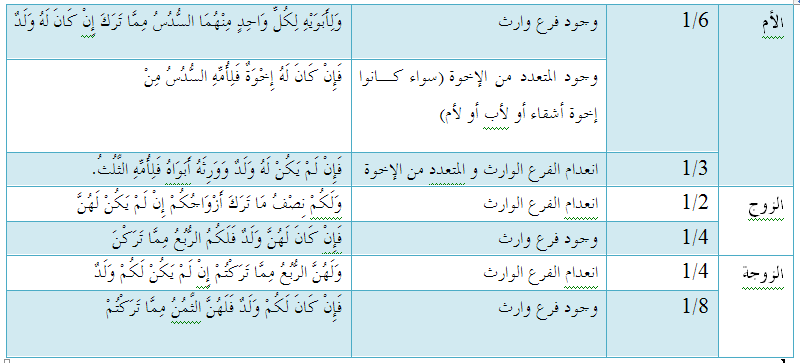 الأم 1/6 وجود فرع وارث وَلِأَبَوَيْهِ لِكُلِّ وَاحِدٍ مِنْهُمَا السُّدُسُ مِمَّا تَرَكَ إِنْ كَانَ لَهُ وَلَدٌ
وجود المتعدد من الإخوة (سواء كانوا فَإِنْ كَانَ لَهُ إِخْوَةٌ فَلِأُمِّهِ السُّدُسُ مِنْ
إخوة أشقاء أو لأب أو لأم)
1/3 انعدام الفرع الوارث و المتعدد من الإخوة فَإِنْ لَمْ يَكُنْ لَهُ وَلَدٌ وَوَرِثَهُ أَبَوَاهُ فَلِأُمِّهِ الثُّلُثُ.
الزوج 1/2 انعدام الفرع الوارث وَلَكُمْ نِصْفُ مَا تَرَكَ أَزْوَاجُكُمْ إِنْ لَمْ يَكُنْ لَهُنَّ
1/4 وجود فرع وارث فَإِنْ كَانَ لَهُنَّ وَلَدٌ فَلَكُمُ الرُّبُعُ مِمَّا تَرَكْنَ
الزوجة 1/4 انعدام الفرع الوارث وَلَهُنَّ الرُّبُعُ مِمَّا تَرَكْتُمْ إِنْ لَمْ يَكُنْ لَكُمْ وَلَدٌ
1/8 وجود فرع وارث فَإِنْ كَانَ لَكُمْ وَلَدٌ فَلَهُنَّ الثُّمُنُ مِمَّا تَرَكْتُمْ